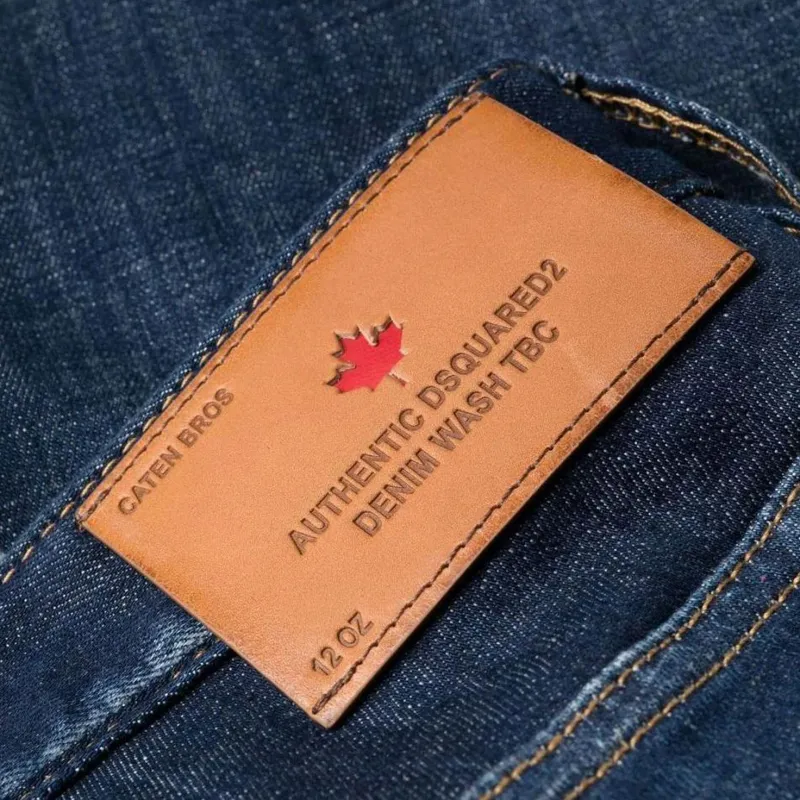 CATEN BROS
AUTHENTIC DSQUARED2
DENIM WASH TBC
12 OZ